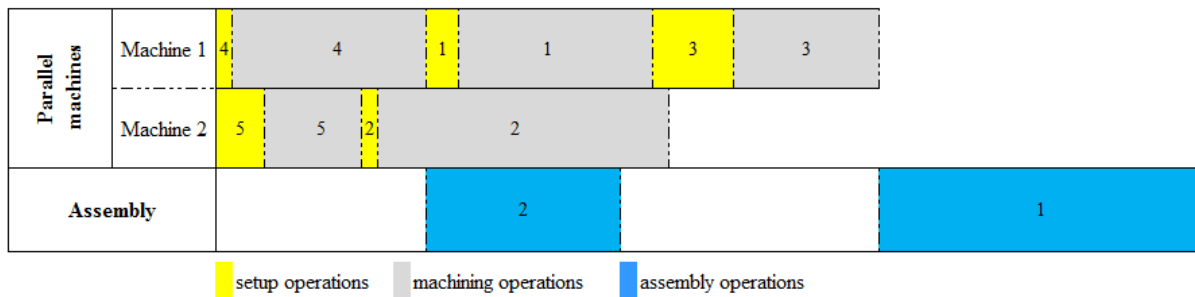 Parallel machines
Machine 1
4
4
1
1
3
3
Machine 2
5
5
2
2
Assembly
2
1
setup operations
machining operations
assembly operations